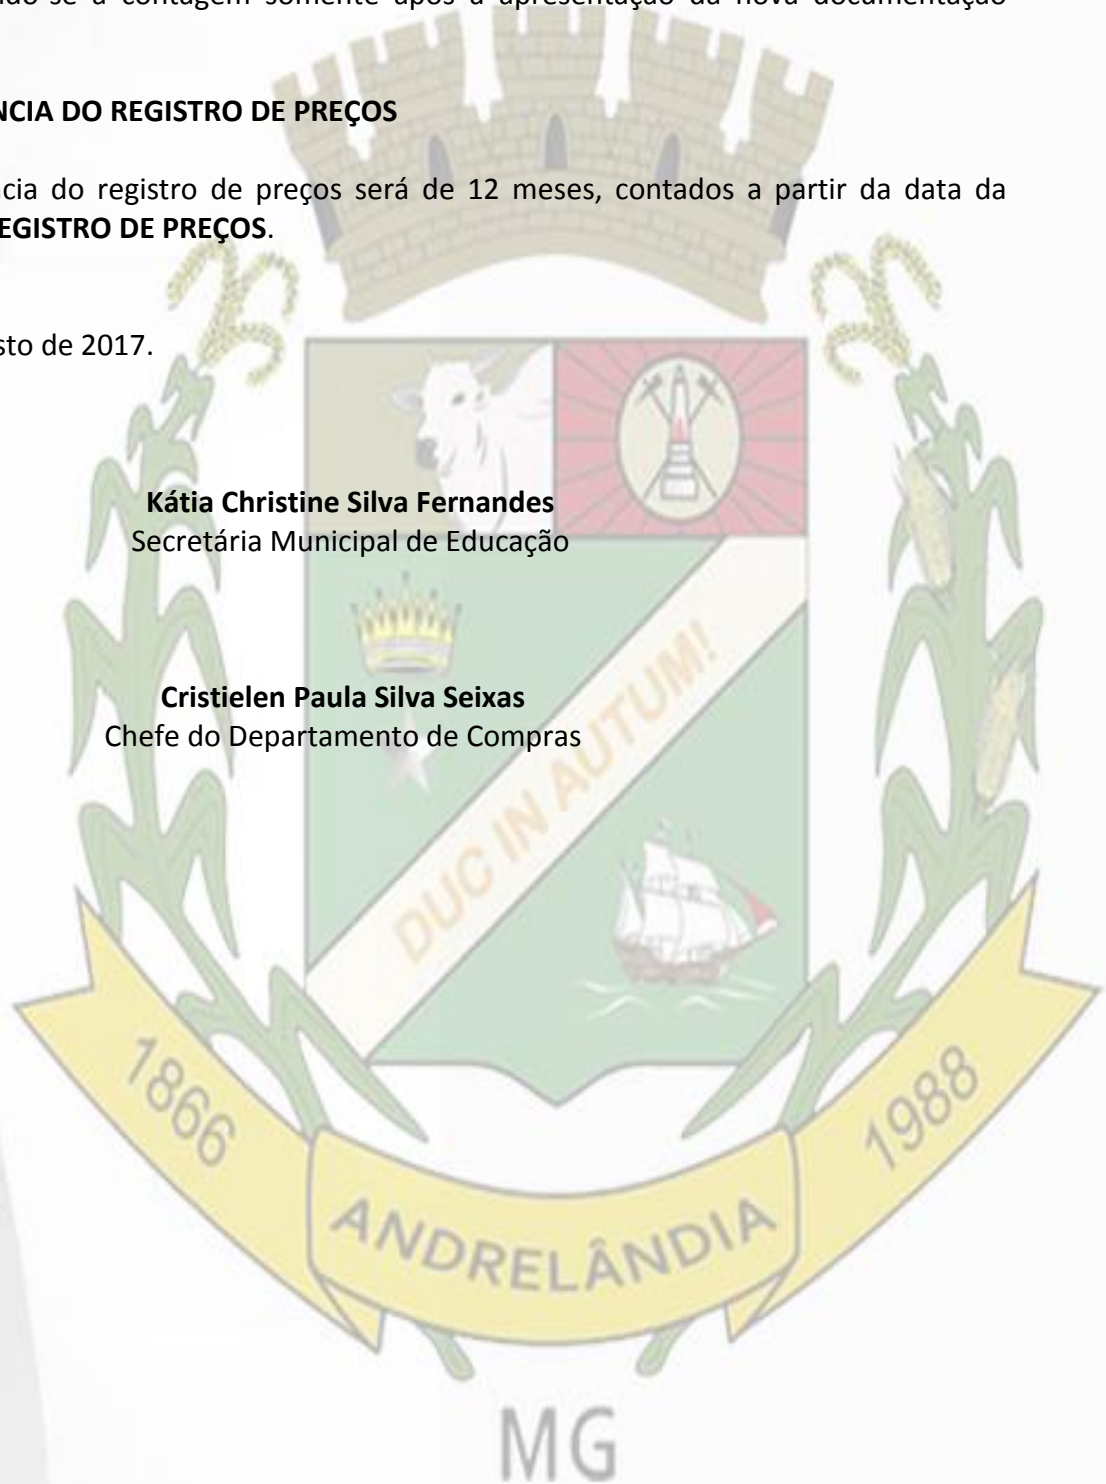 se a contagem somente após a apresentação da nova documentação
NCIA DO REGISTRO DE PREÇOS
cia do registro de preços será de 12 meses, contados a partir da data da
EGISTRO DE PREÇOS.
sto de 2017.
Kátia Christine Silva Fernandes
Secretária Municipal de Educação
Cristielen Paula Silva Seixas
Chefe do Departamento de Compras
DUC IN AUTUM!
1866
1988
ANDRELÂNDIA
MG